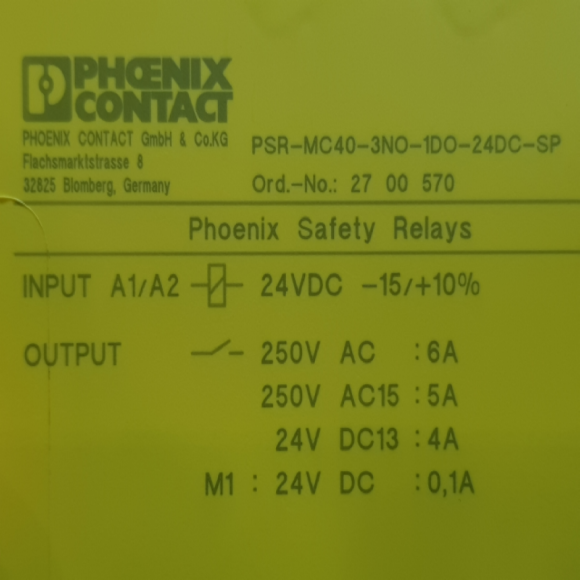 PHŒNIX
CONTACT
PHOENIX CONTACT GmbH & Co.KG
Flachsmarktstrasse 8
32825 Blomberg, Germany
PSR-MC40-3NO-1DO-24DC-SP
Ord.-No.: 27 00 570
Phoenix Safety Relays
INPUT A1/A2 24VDC -15/+10%
OUTPUT 250V AC :6A
250V AC15 :5A
24V DC13 :4A
M1 : 24V DC :0,1A